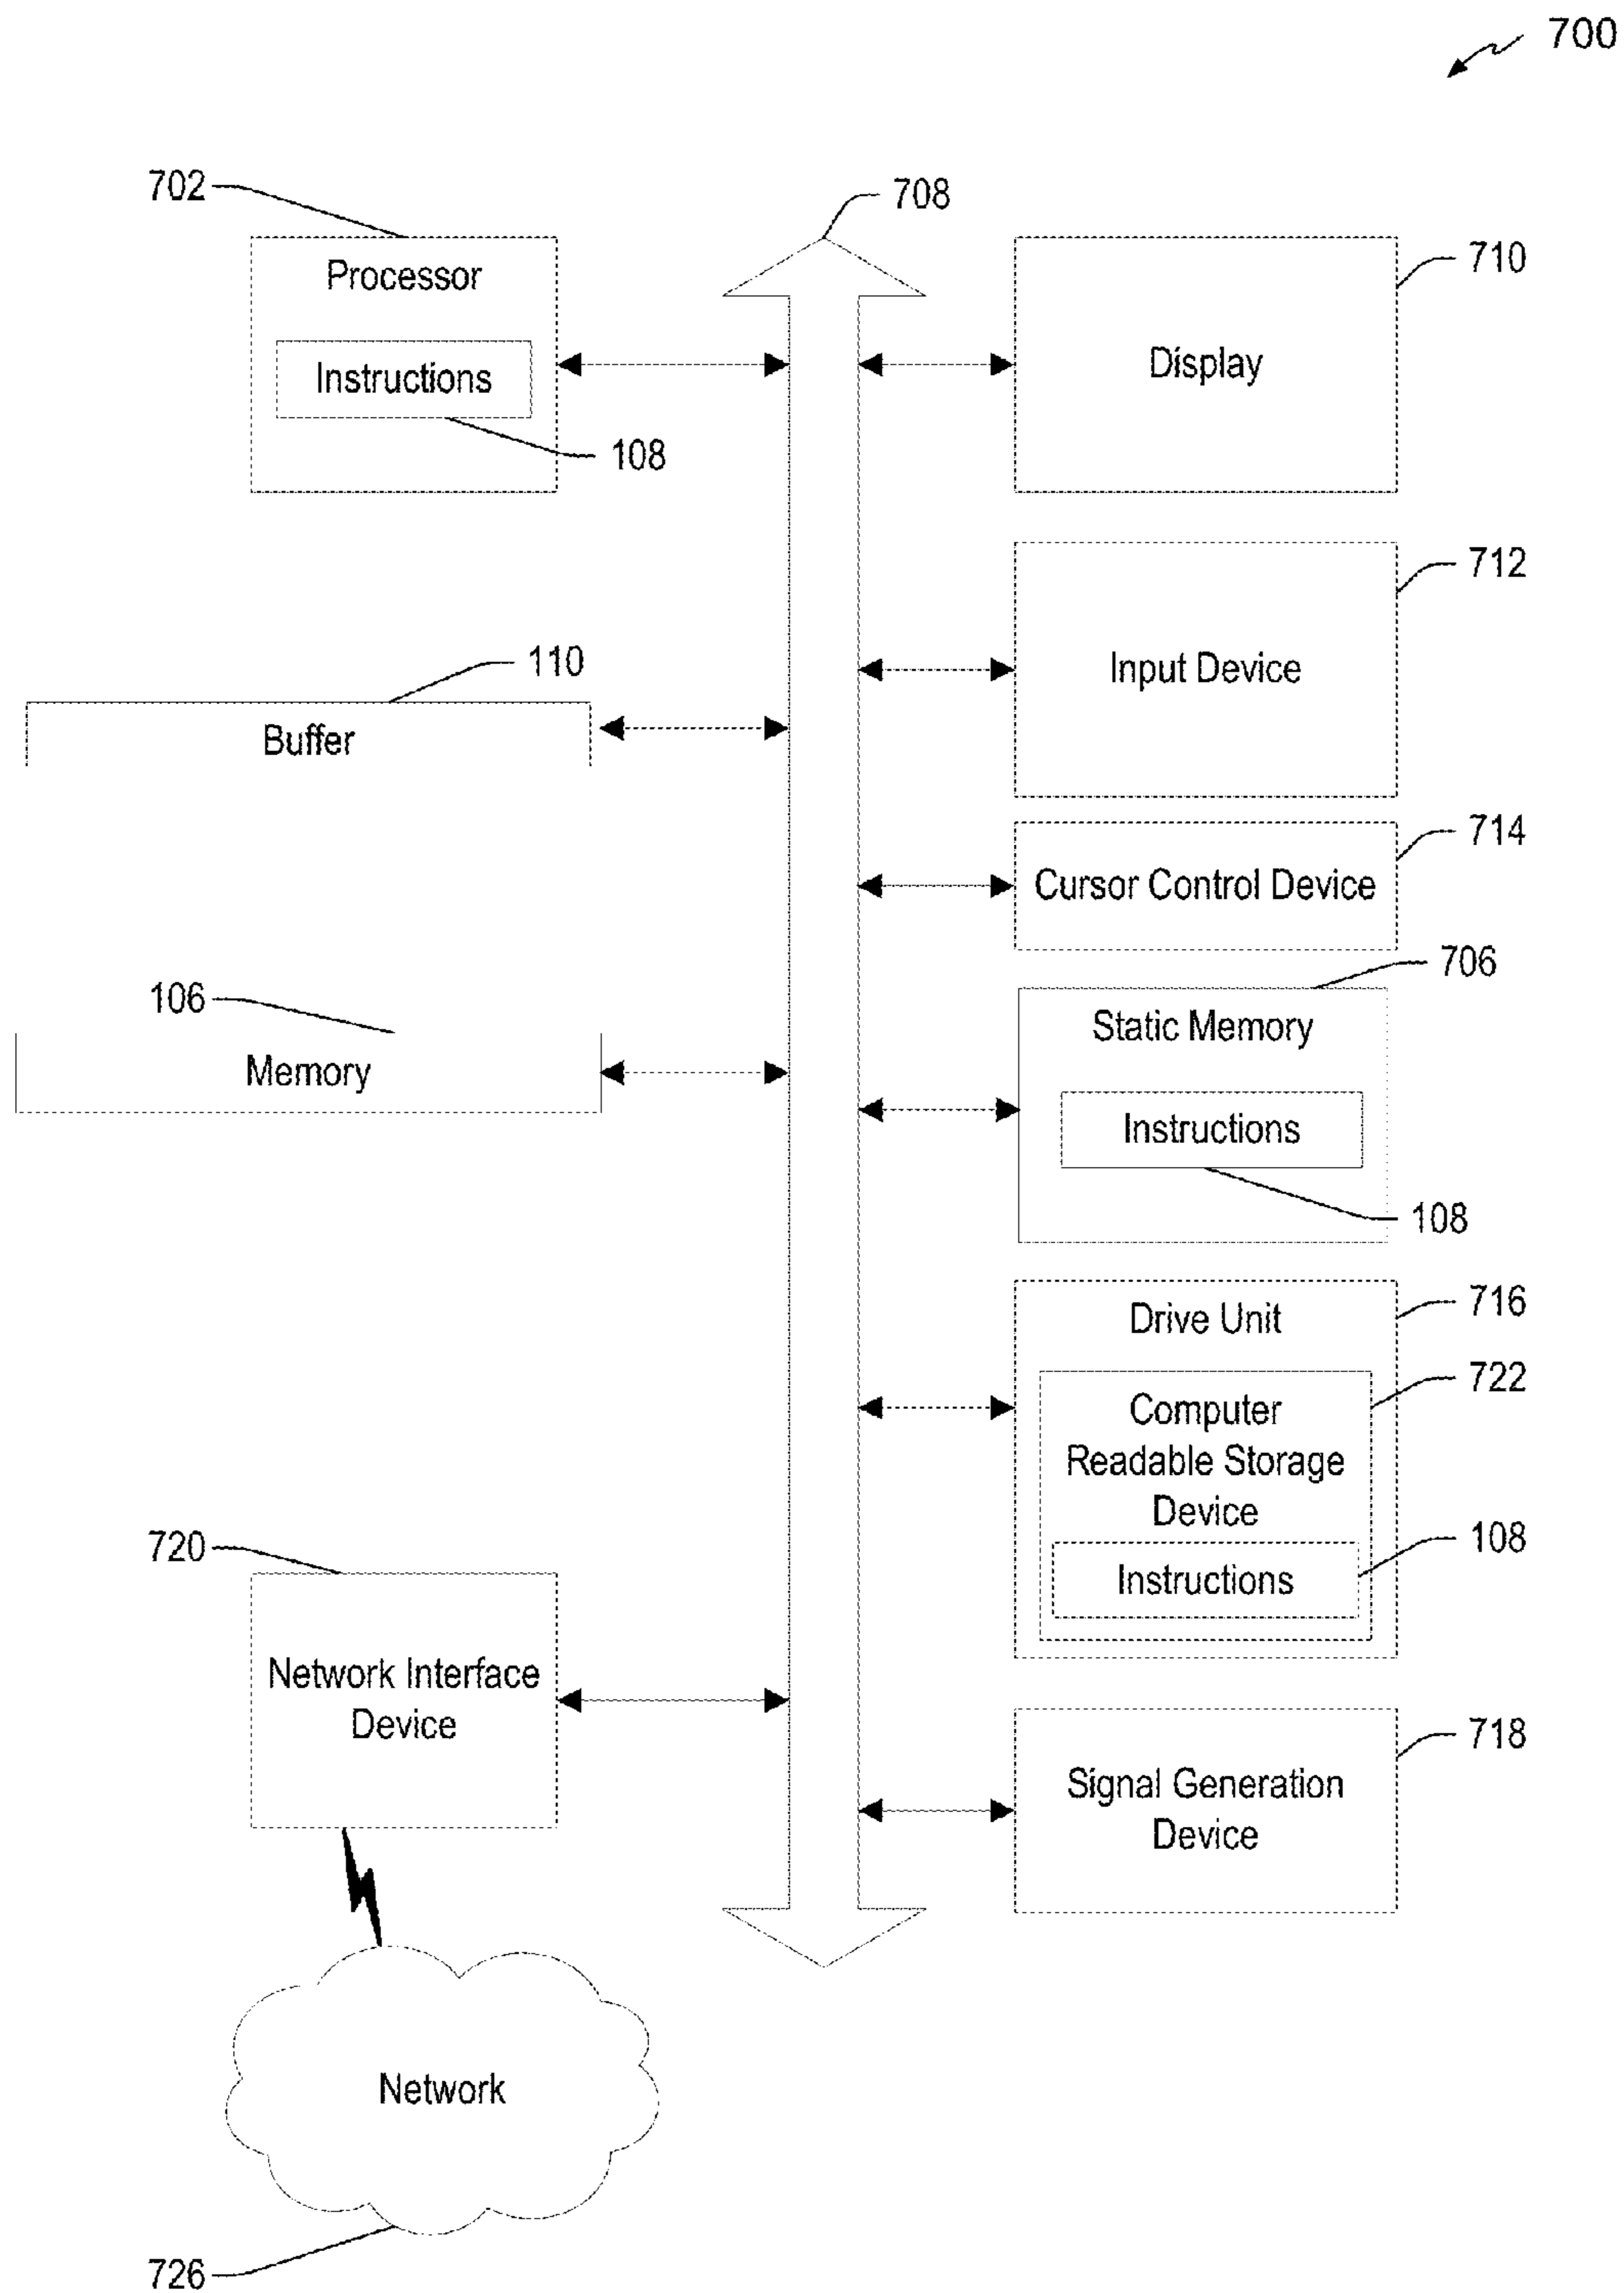 700
702
708
Processor
710
Display
Instructions
108
712
110
Input Device
Buffer
714
Cursor Control Device
706
106
Static Memory
Memory
Instructions
108
716
Drive Unit
722
Computer
Readable Storage
Device
108
720
Instructions
Network Interface
Device
718
Signal Generation
Device
Network
726